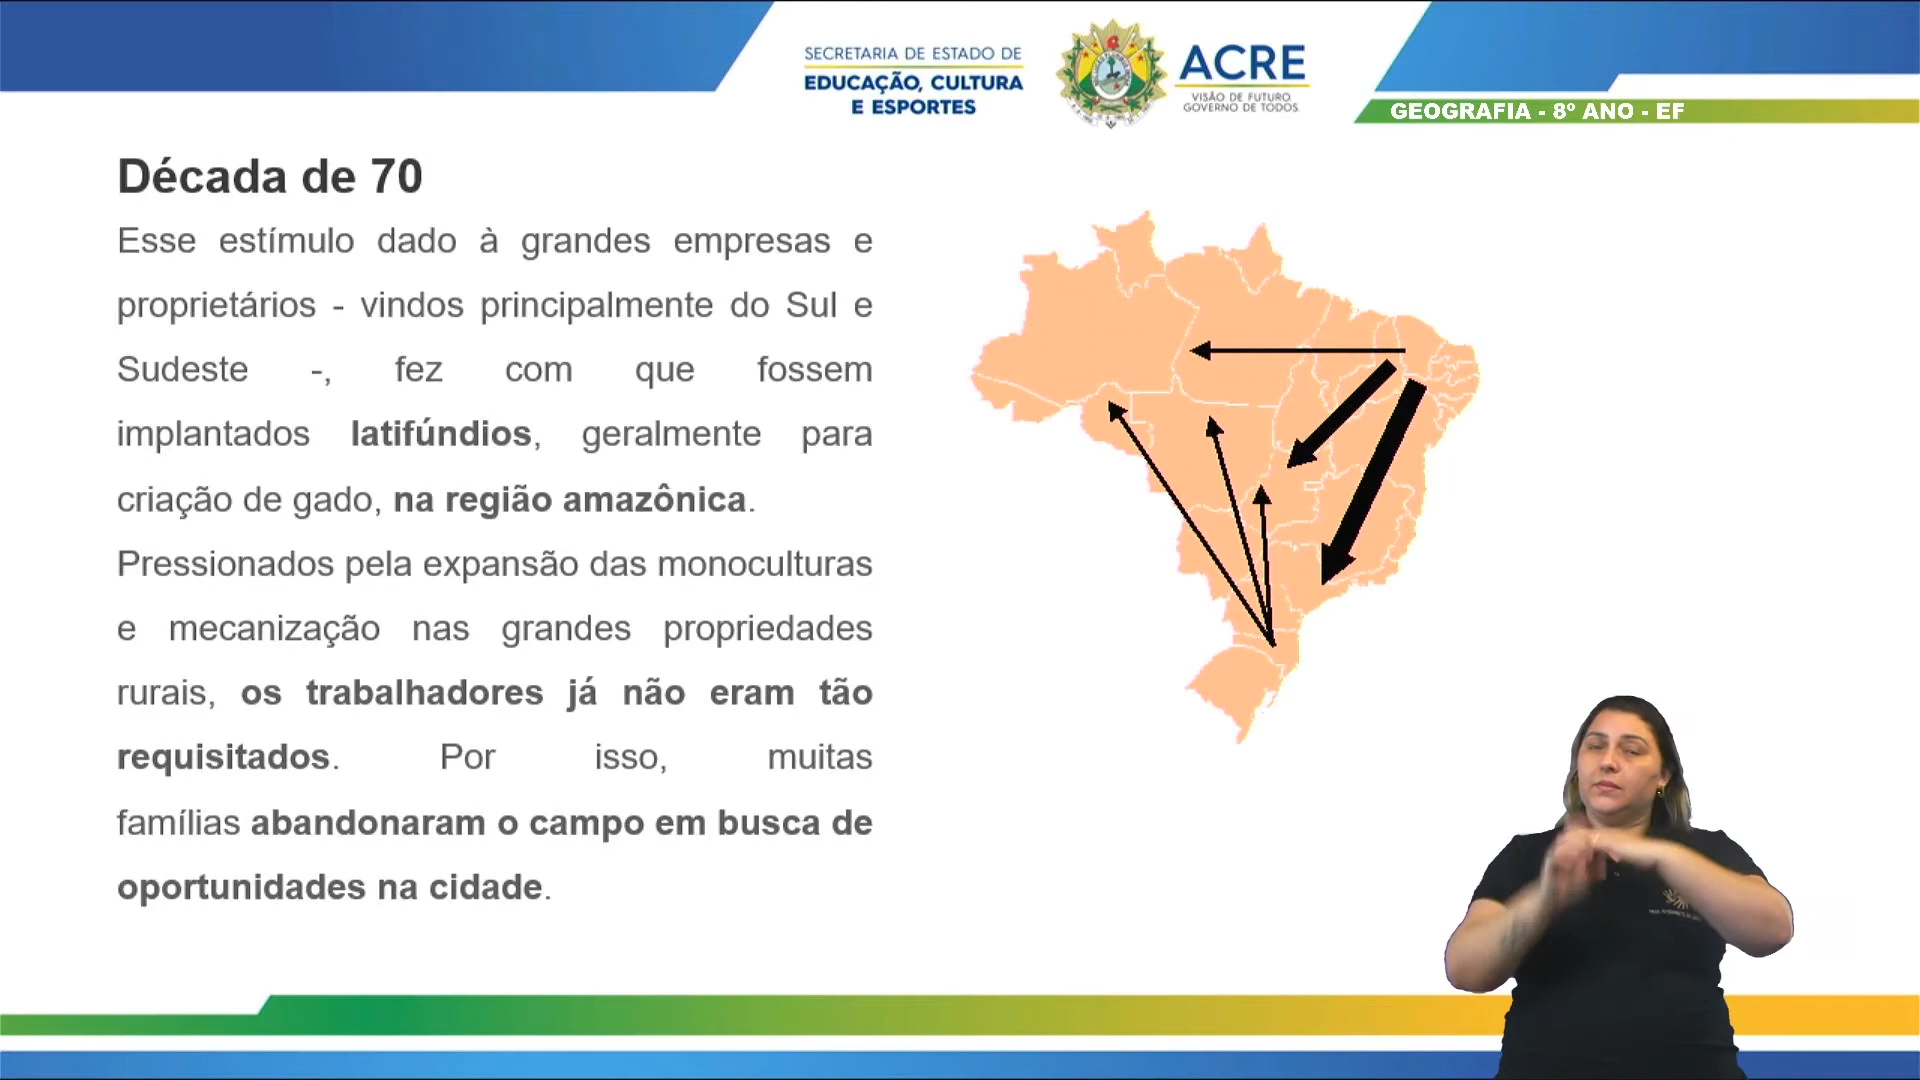 SECRETARIA DE ESTADO DE
EDUCAÇÃO, CULTURA
E ESPORTES
ACRE
VISÃO DE FUTURO.
GOVERNO DE TODOS.
GEOGRAFIA - 8º ANO - EF
Década de 70
Esse estímulo dado à grandes empresas e
proprietários - vindos principalmente do Sul e
Sudeste -, fez com que fossem
implantados latifúndios, geralmente para
criação de gado, na região amazônica.
Pressionados pela expansão das monoculturas
e mecanização nas grandes propriedades
rurais, os trabalhadores já não eram tão
requisitados. Por isso, muitas
famílias abandonaram o campo em busca de
oportunidades na cidade.